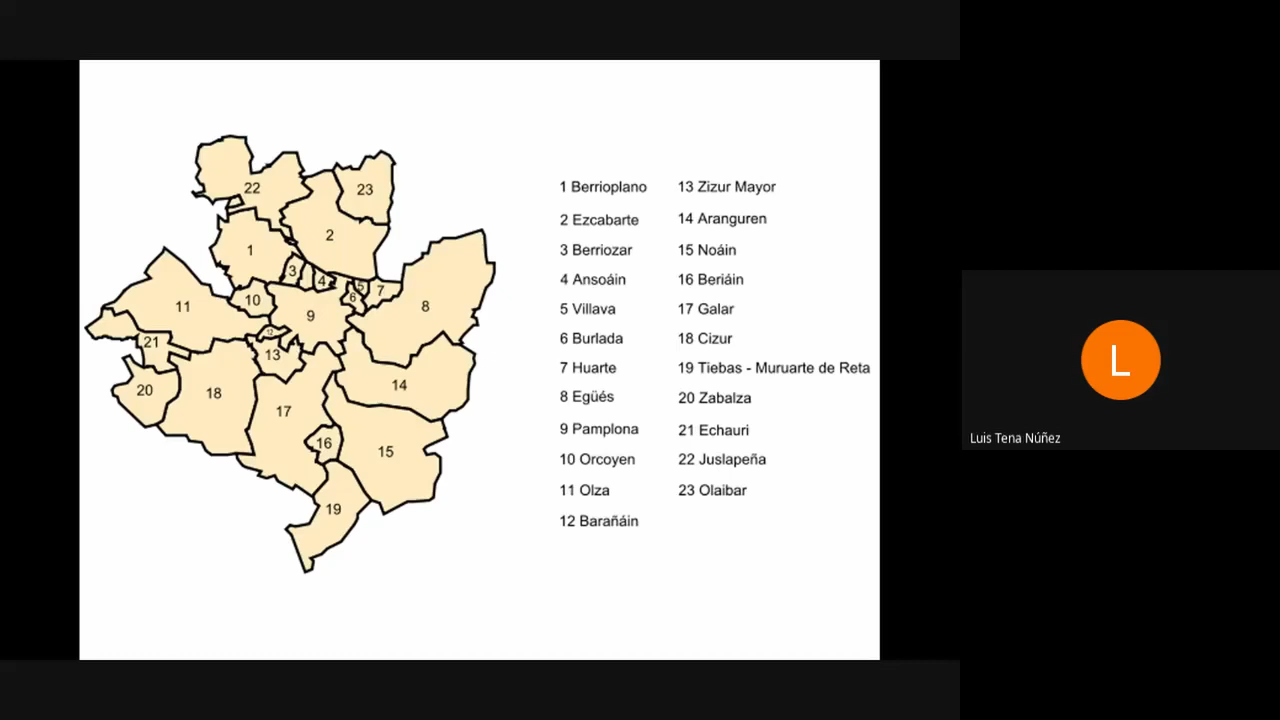 22
23
2
1
3
4
5
7
6
10
11
9
8
12
21
13
14
20
18
17
16
15
19
1 Berrioplano
2 Ezcabarte
3 Berriozar
4 Ansoáin
5 Villava
6 Burlada
7 Huarte
8 Egüés
9 Pamplona
10 Orcoyen
11 Olza
12 Barañáin
13 Zizur Mayor
14 Aranguren
15 Noáin
16 Beriáin
17 Galar
18 Cizur
19 Tiebas - Muruarte de Reta
20 Zabalza
21 Echauri
22 Juslapeña
23 Olaibar
L
Luis Tena Núñez